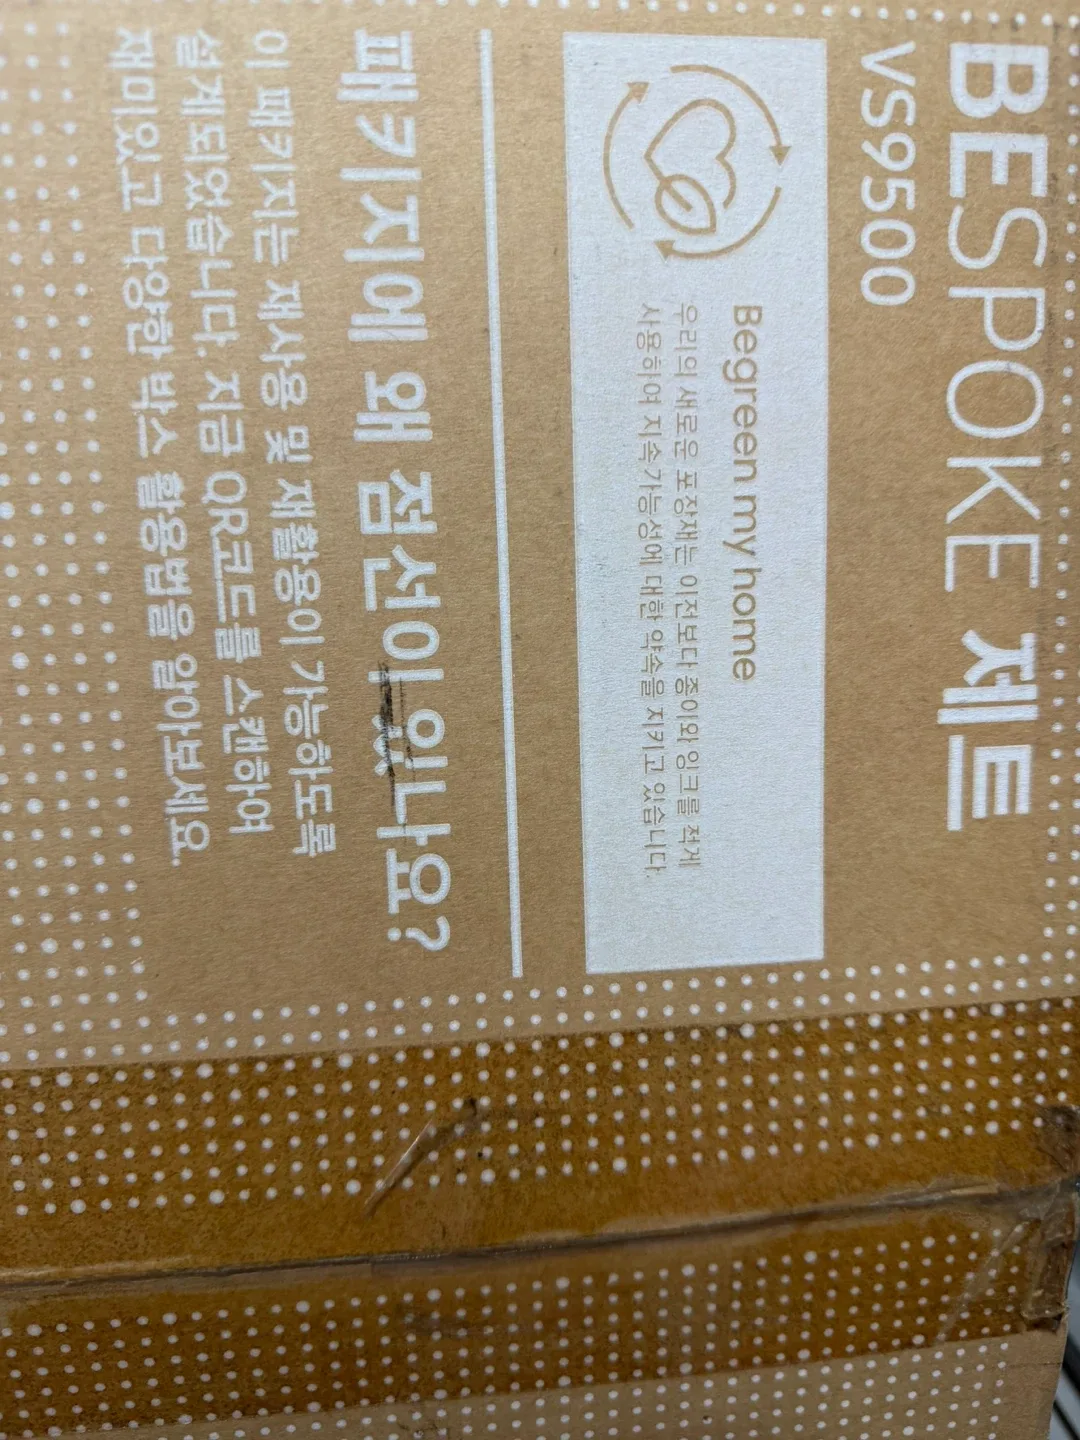 BESPOKE 제트
VS9500
Begreen my home
우리의 새로운 포장재는 이전보다 종이와 잉크를 적게
사용하여 지속가능성에 대한 약속을 지키고 있습니다.
패키지에 왜 점선이 있나요?
이 패키지는 재사용 및 재활용이 가능하도록
설계되었습니다. 지금 QR코드를 스캔하여
재미있고 다양한 박스 활용법을 알아보세요.